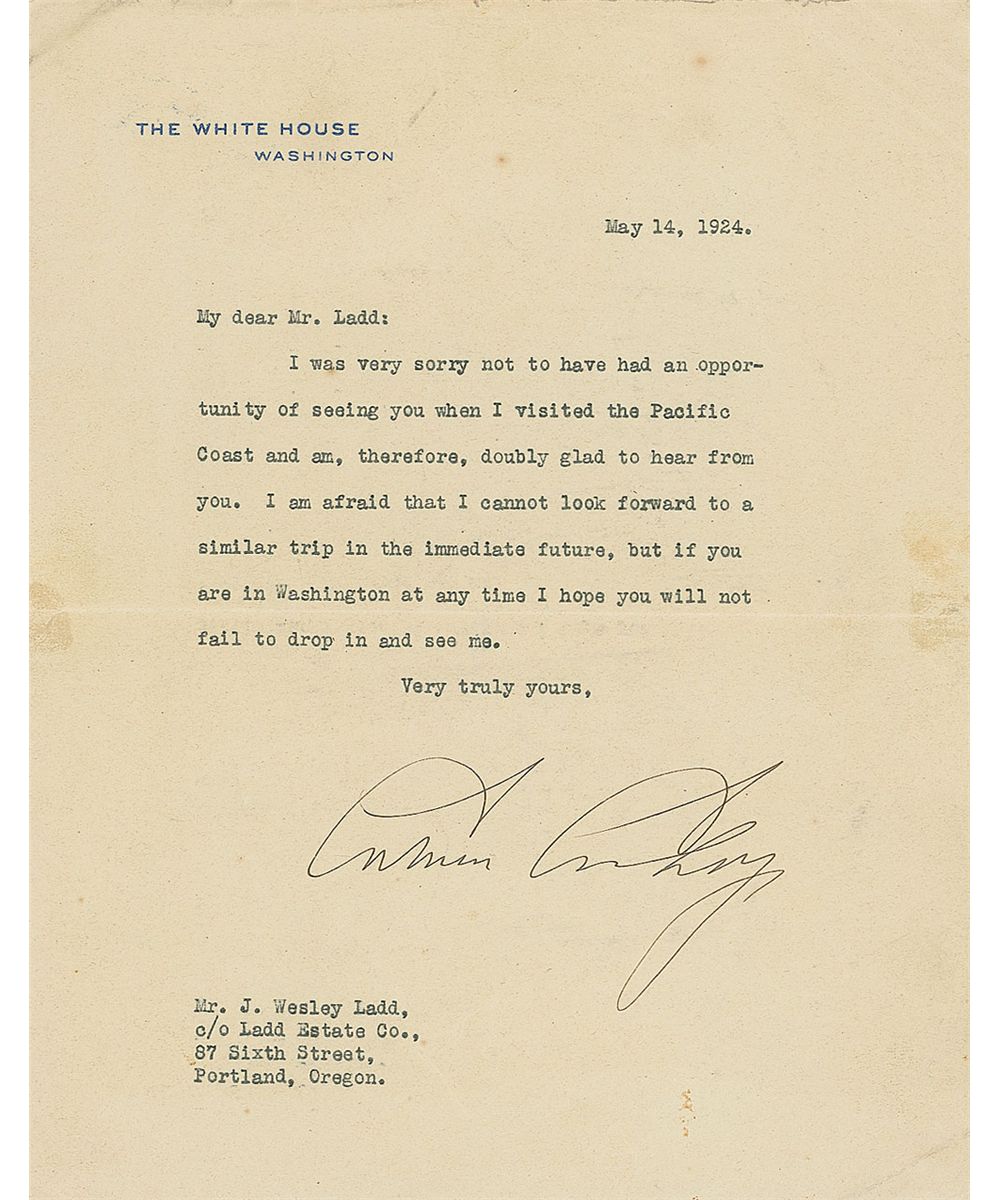 THE WHITE HOUSE
WASHINGTON
May 14, 1924.
My dear Mr. Ladd:
I was very sorry not to have had an oppor-
tunity of seeing you when I visited the Pacific
Coast and am, therefore, doubly glad to hear from
you. I am afraid that I cannot look forward to a
similar trip in the immediate future, but if you
are in Washington at any time I hope you will not
fail to drop in and see me.
Very truly yours,
Calvin Coolidge
Mr. J. Wesley Ladd,
c/o Ladd Estate Co.,
87 Sixth Street,
Portland, Oregon.